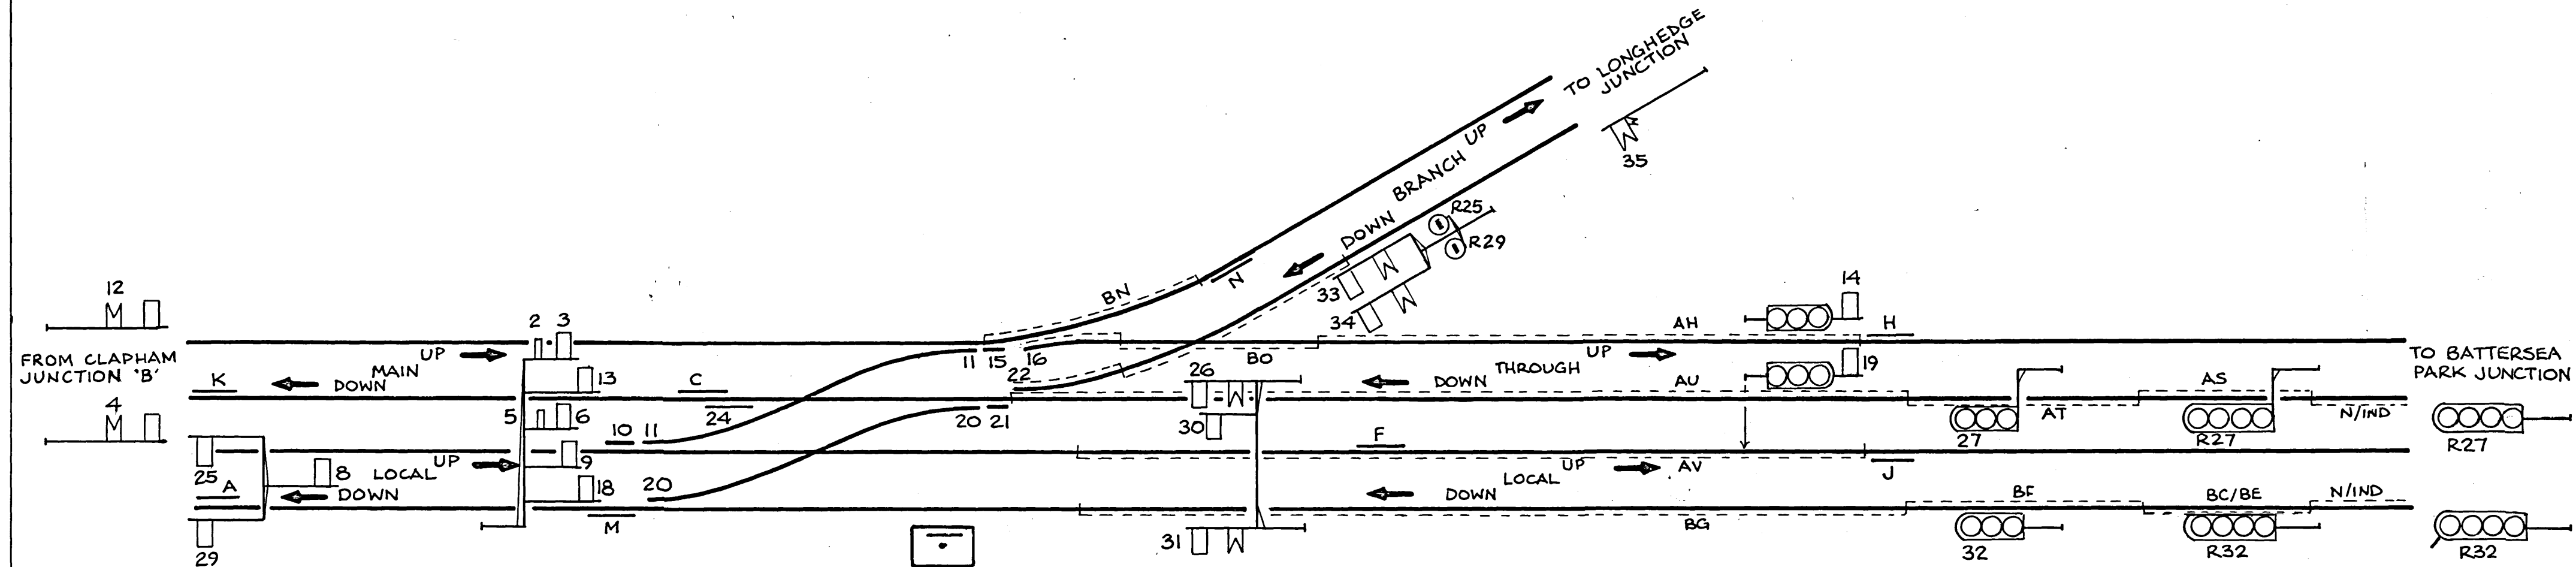 TO LONGHEDGE
JUNCTION
35
BRANCH UP
DOWN
R25
R29
33
34
BN
N
12
M
2 3
14
H
AH
FROM CLAPHAM
JUNCTION 'B'
UP
MAIN
DOWN
K
13
C
24
11 15 16
BO
22
26
UP
THROUGH
DOWN
AU
19
AS
TO BATTERSEA
PARK JUNCTION
4
M
5 6
10 11
20 21
30
F
27
AT
R27
N/IND
R27
25
8
LOCAL
UP
DOWN
A
9
18
20
M
UP
LOCAL
DOWN
AV
J
BF
BC/BE
N/IND
29
31
BG
32
R32
R32